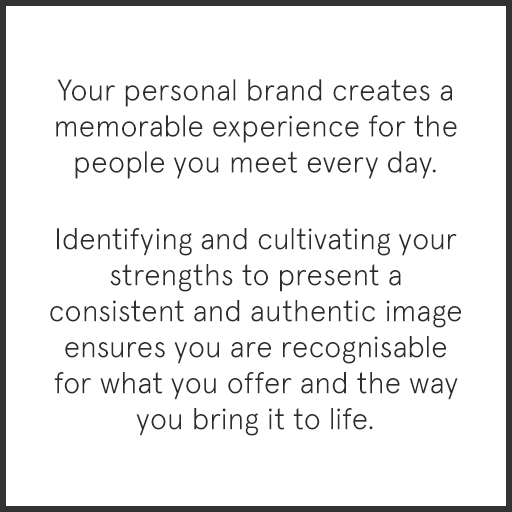 Your personal brand creates a
memorable experience for the
people you meet every day.
Identifying and cultivating your
strengths to present a
consistent and authentic image
ensures you are recognisable
for what you offer and the way
you bring it to life.